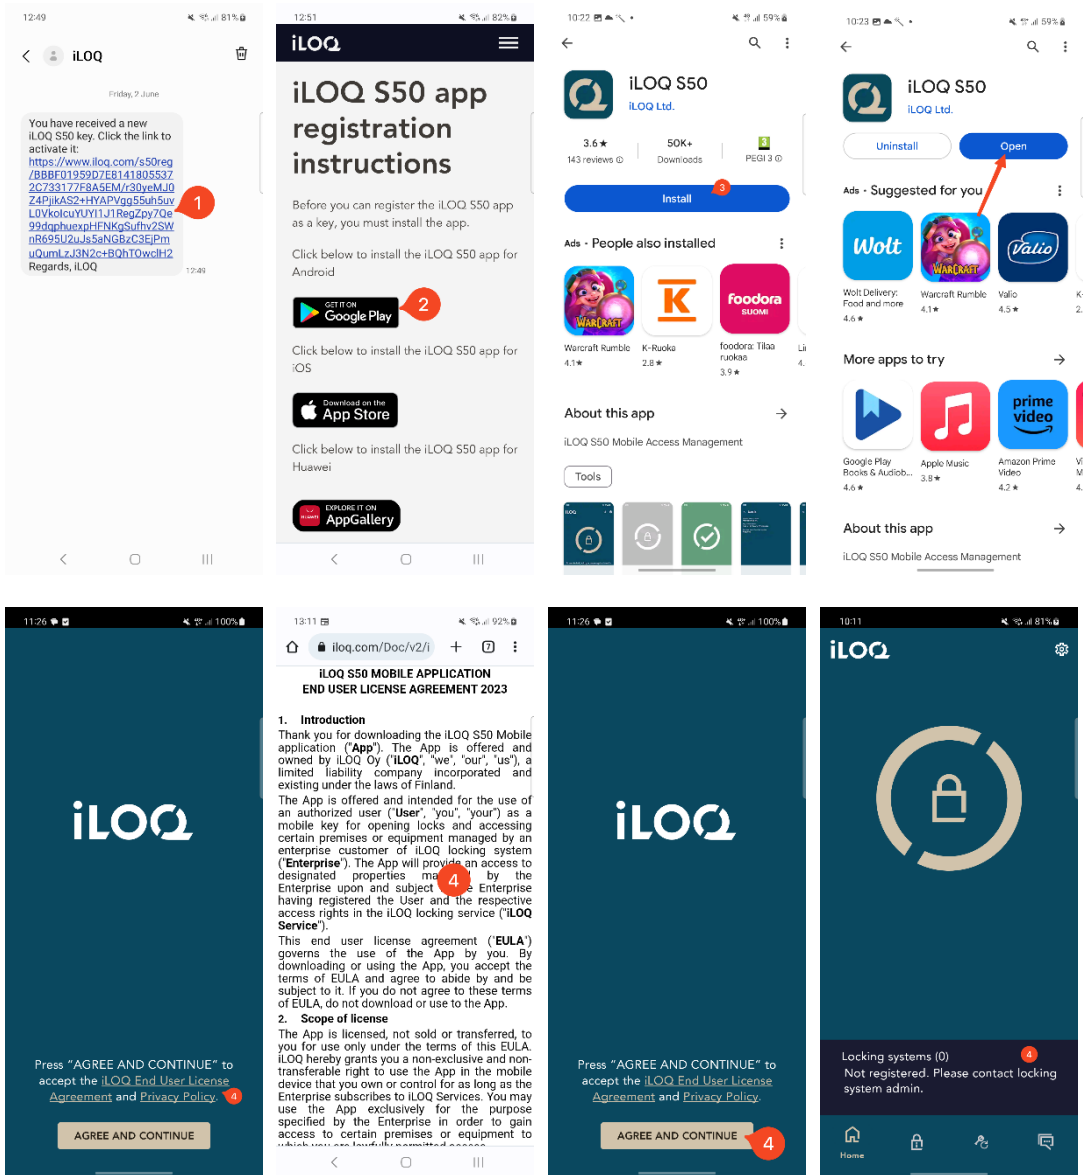 12:49
81%
iLOQ
Friday, 2 June
You have received a new
iLOQ S50 key. Click the link to
activate it:
https://www.iloq.com/s50reg
/BBBF01959D7E8141805537
2C733177F8A5EM/r30yeMJ0
Z4PjikAS2+HYAPVgg55uh5uv
L0VkoIcuYUYI1J1RegZpy7Qe
99dqphuexpHFNKgSufhv2SW
nR695U2uJs5aNGBzC3EjPm
uQumLzJ3N2c+BQhTOwclH2
Regards, iLOQ
12:49
1
12:51
82%
iLOQ
iLOQ S50 app
registration
instructions
Before you can register the iLOQ S50 app
as a key, you must install the app.
Click below to install the iLOQ S50 app for
Android
GET IT ON
Google Play
2
Click below to install the iLOQ S50 app for
iOS
Download on the
App Store
Click below to install the iLOQ S50 app for
Huawei
HUAWEI
EXPLORE IT ON
AppGallery
10:22
59%
iLOQ S50
iLOQ Ltd.
3.6★
143 reviews
50K+
Downloads
3
PEGI 3
3
Install
Ads · People also installed
WARCRAFT
Warcraft Rumble
4.1★
K
K-Ruoka
2.8★
foodora
SUOMI
foodora: Tilaa
ruokaa
3.9★
Li
4.
About this app
iLOQ S50 Mobile Access Management
Tools
10:23
59%
iLOQ S50
iLOQ Ltd.
Uninstall
Open
Ads · Suggested for you
Wolt
Wolt Delivery:
Food and more
4.6★
WARCRAFT
Warcraft Rumble
4.1★
Valio
Valio
4.5★
K-
2.
More apps to try
Google Play
Books & Audiob...
4.6★
Apple Music
3.8★
prime
video
Amazon Prime
Video
4.2★
Vi
M
4.
About this app
iLOQ S50 Mobile Access Management
11:26
100%
iLOQ
Press “AGREE AND CONTINUE” to
accept the iLOQ End User License
Agreement and Privacy Policy.
4
AGREE AND CONTINUE
13:11
92%
iloq.com/Doc/v2/i
7
iLOQ S50 MOBILE APPLICATION
END USER LICENSE AGREEMENT 2023
1. Introduction
Thank you for downloading the iLOQ S50 Mobile
application ("App"). The App is offered and
owned by iLOQ Oy ("iLOQ", "we", "our", "us"), a
limited liability company incorporated and
existing under the laws of Finland.
The App is offered and intended for the use of
an authorized user ("User", "you", "your") as a
mobile key for opening locks and accessing
certain premises or equipment managed by an
enterprise customer of iLOQ locking system
("Enterprise"). The App will provide an access to
designated properties ma by the
Enterprise upon and subject Enterprise
having registered the User and the respective
access rights in the iLOQ locking service ("iLOQ
Service").
4
This end user license agreement ("EULA")
governs the use of the App by you. By
downloading or using the App, you accept the
terms of EULA and agree to abide by and be
subject to it. If you do not agree to these terms
of EULA, do not download or use to the App.
2. Scope of license
The App is licensed, not sold or transferred, to
you for use only under the terms of this EULA.
iLOQ hereby grants you a non-exclusive and non-
transferable right to use the App in the mobile
device that you own or control for as long as the
Enterprise subscribes to iLOQ Services. You may
use the App exclusively for the purpose
specified by the Enterprise in order to gain
access to certain premises or equipment to
11:26
100%
iLOQ
Press “AGREE AND CONTINUE” to
accept the iLOQ End User License
Agreement and Privacy Policy.
AGREE AND CONTINUE
4
10:11
81%
iLOQ
Locking systems (0)
4
Not registered. Please contact locking
system admin.
Home